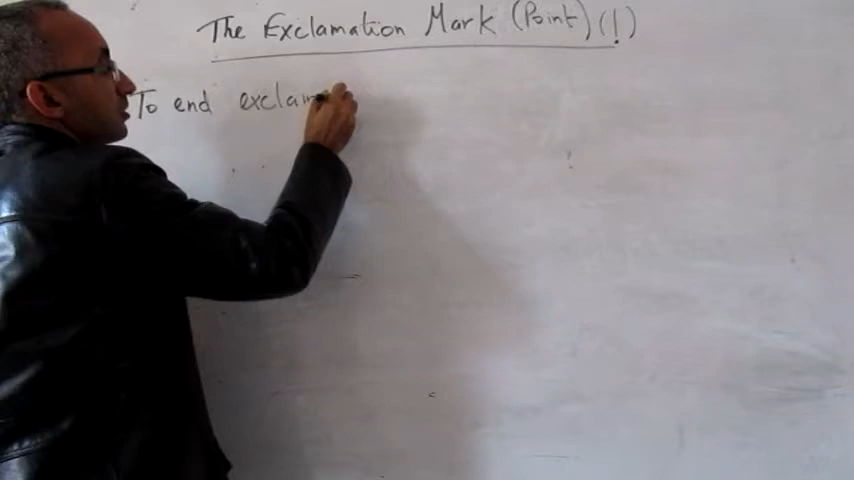 The Exclamation Mark (Point) (!)
To end exclam